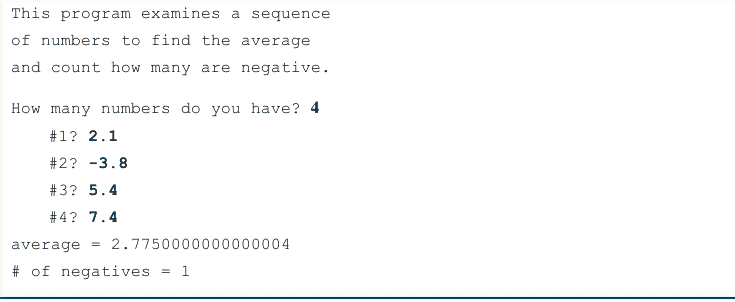 This program examines a sequence
of numbers to find the average
and count how many are negative.
How many numbers do you have? 4
#1? 2.1
#2? -3.8
#3? 5.4
#4? 7.4
average = 2.7750000000000004
# of negatives = 1